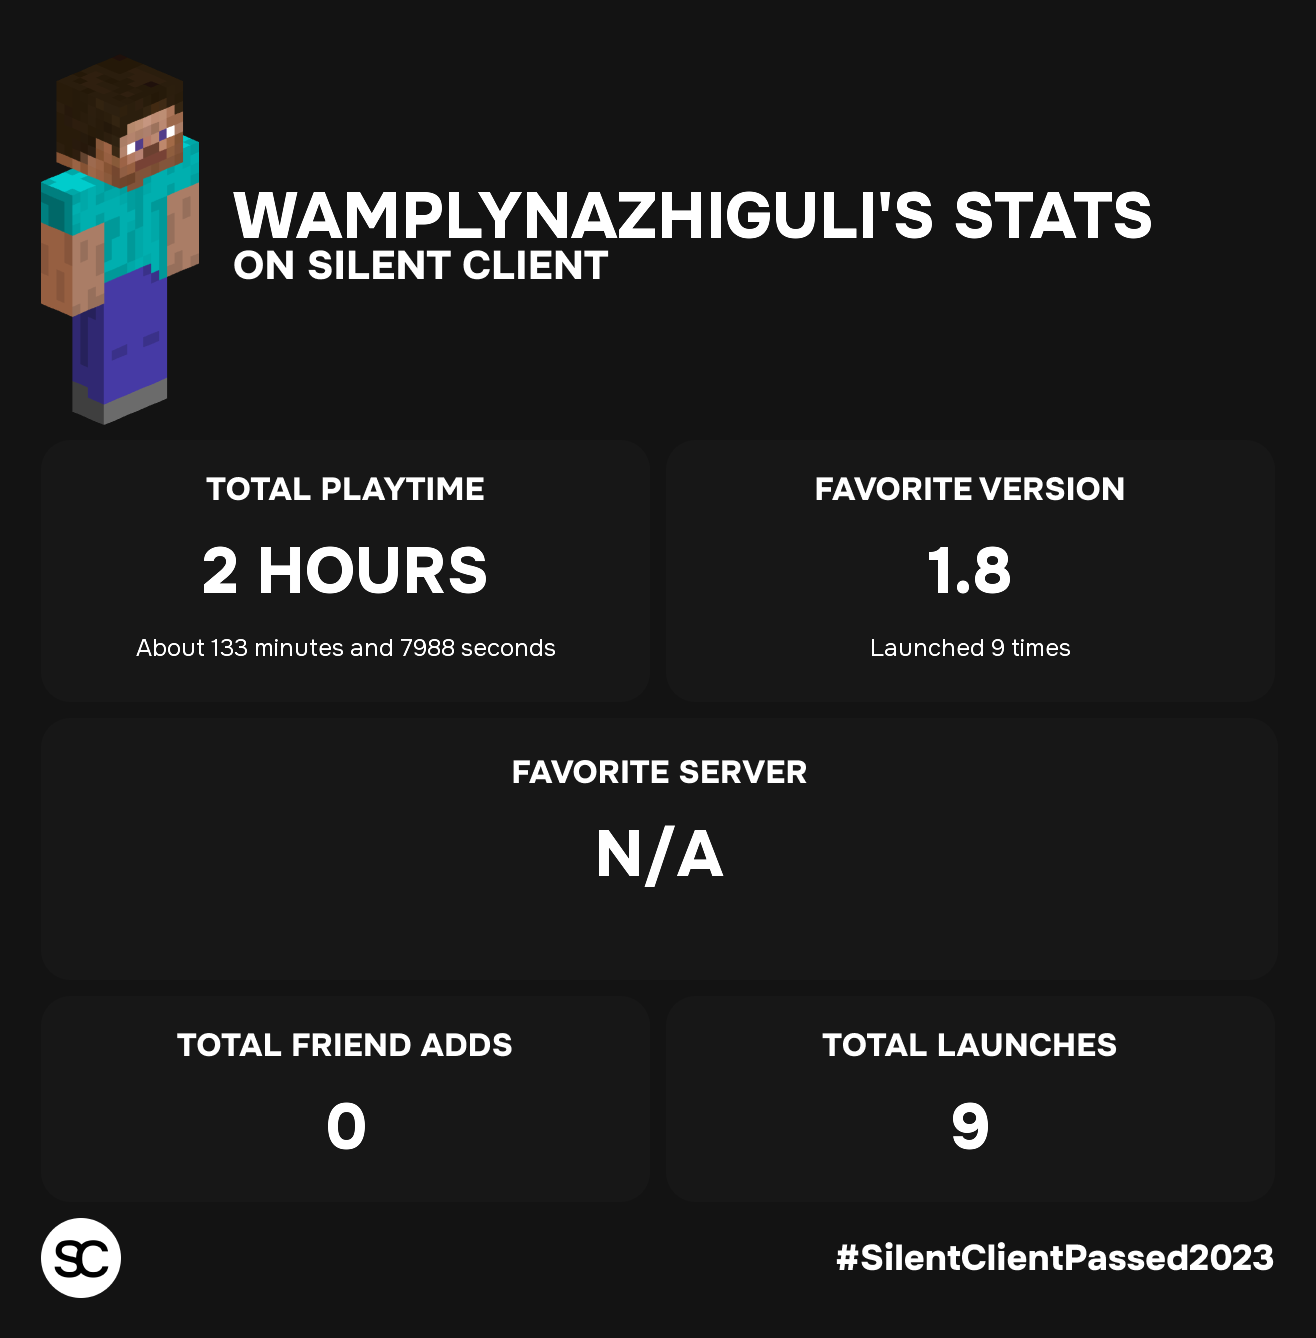 WAMPLYNAZHIGULI'S STATS
ON SILENT CLIENT
TOTAL PLAYTIME
2 HOURS
About 133 minutes and 7988 seconds
FAVORITE VERSION
1.8
Launched 9 times
FAVORITE SERVER
N/A
TOTAL FRIEND ADDS
0
TOTAL LAUNCHES
9
SC
#SilentClientPassed2023